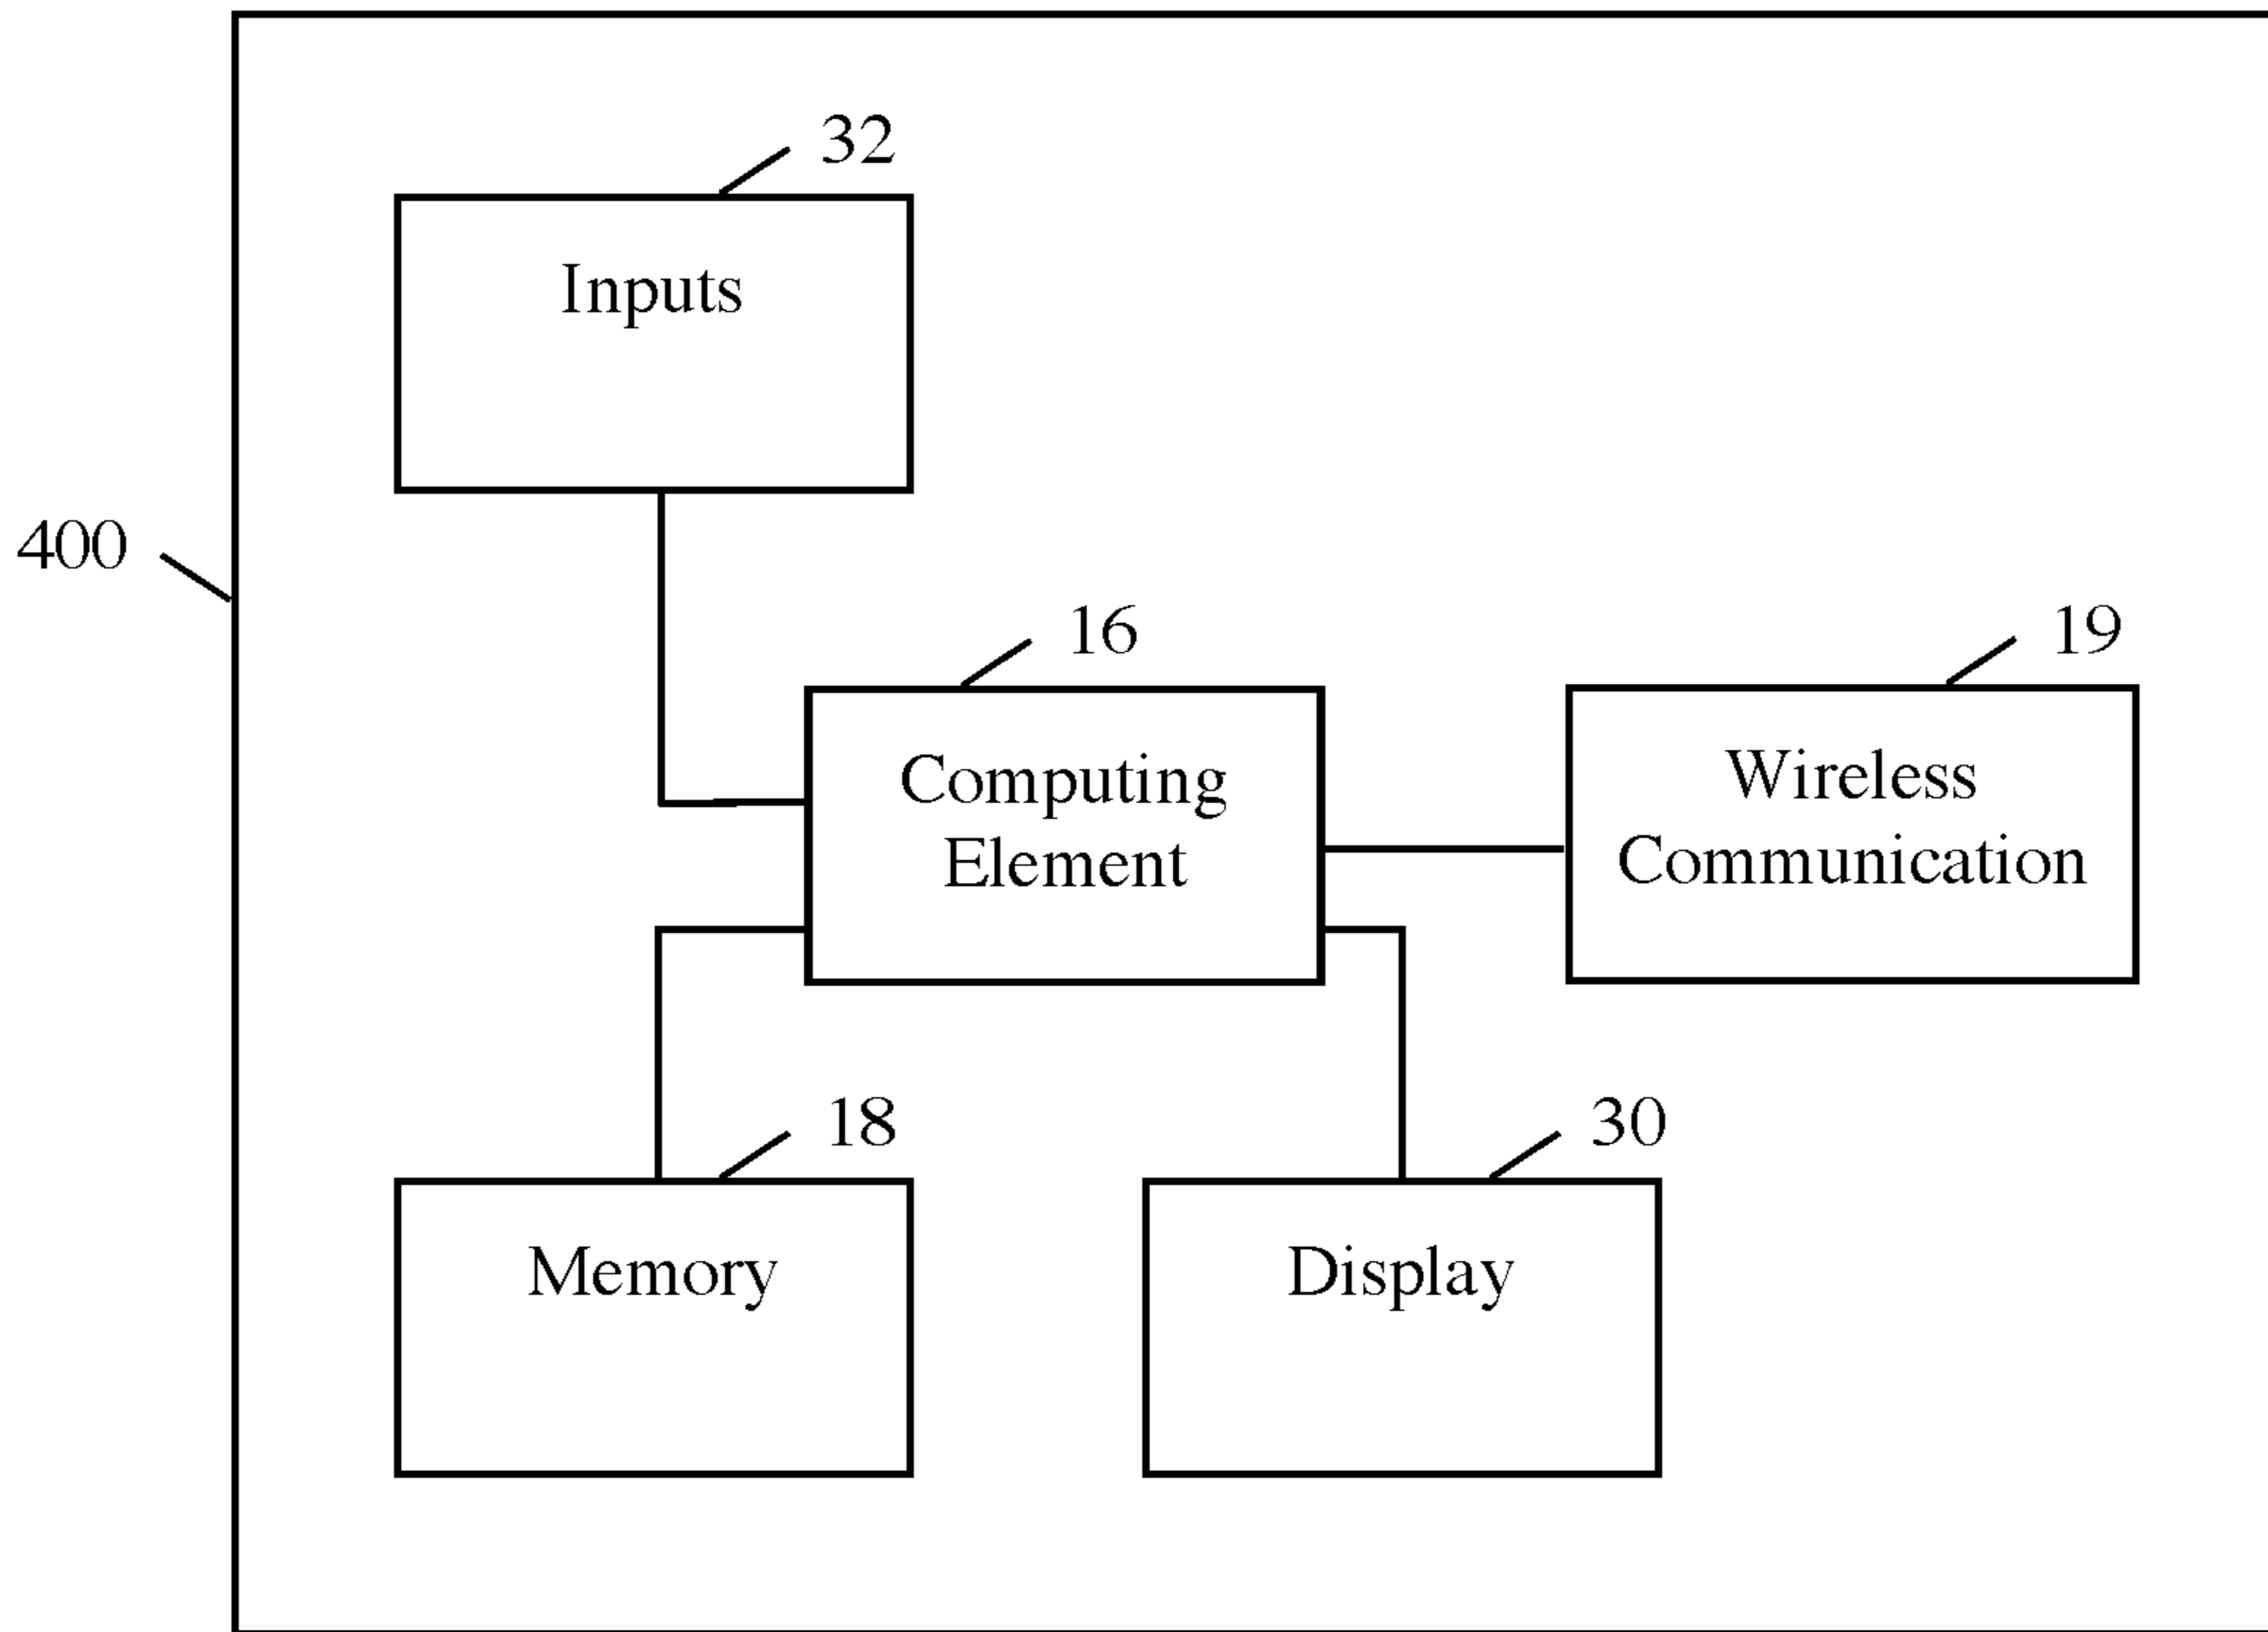 32
Inputs
400
16
19
Computing
Element
Wireless
Communication
18
30
Memory
Display